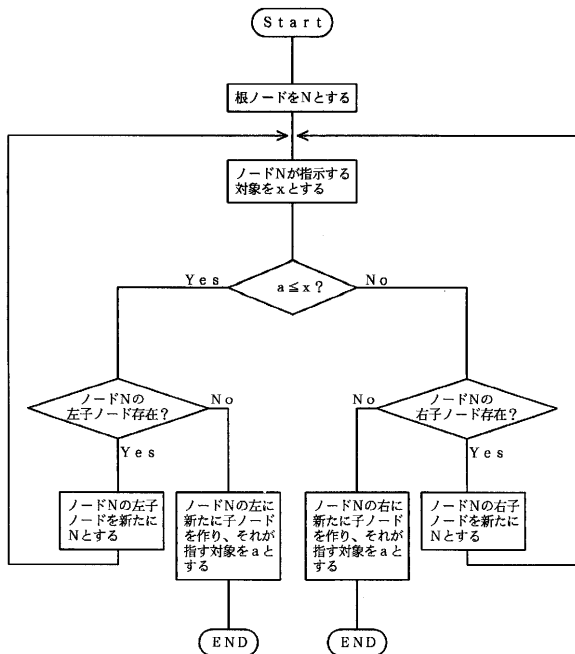 Start
根ノードをNとする
ノードNが指示する
対象をxとする
Yes
a≦x?
No
ノードNの
左子ノード存在?
No
Yes
No
ノードNの
右子ノード存在?
Yes
ノードNの左子
ノードを新たに
Nとする
ノードNの左に
新たに子ノード
を作り、それが
指す対象をaと
する
ノードNの右に
新たに子ノード
を作り、それが
指す対象をaと
する
ノードNの右子
ノードを新たに
Nとする
END
END